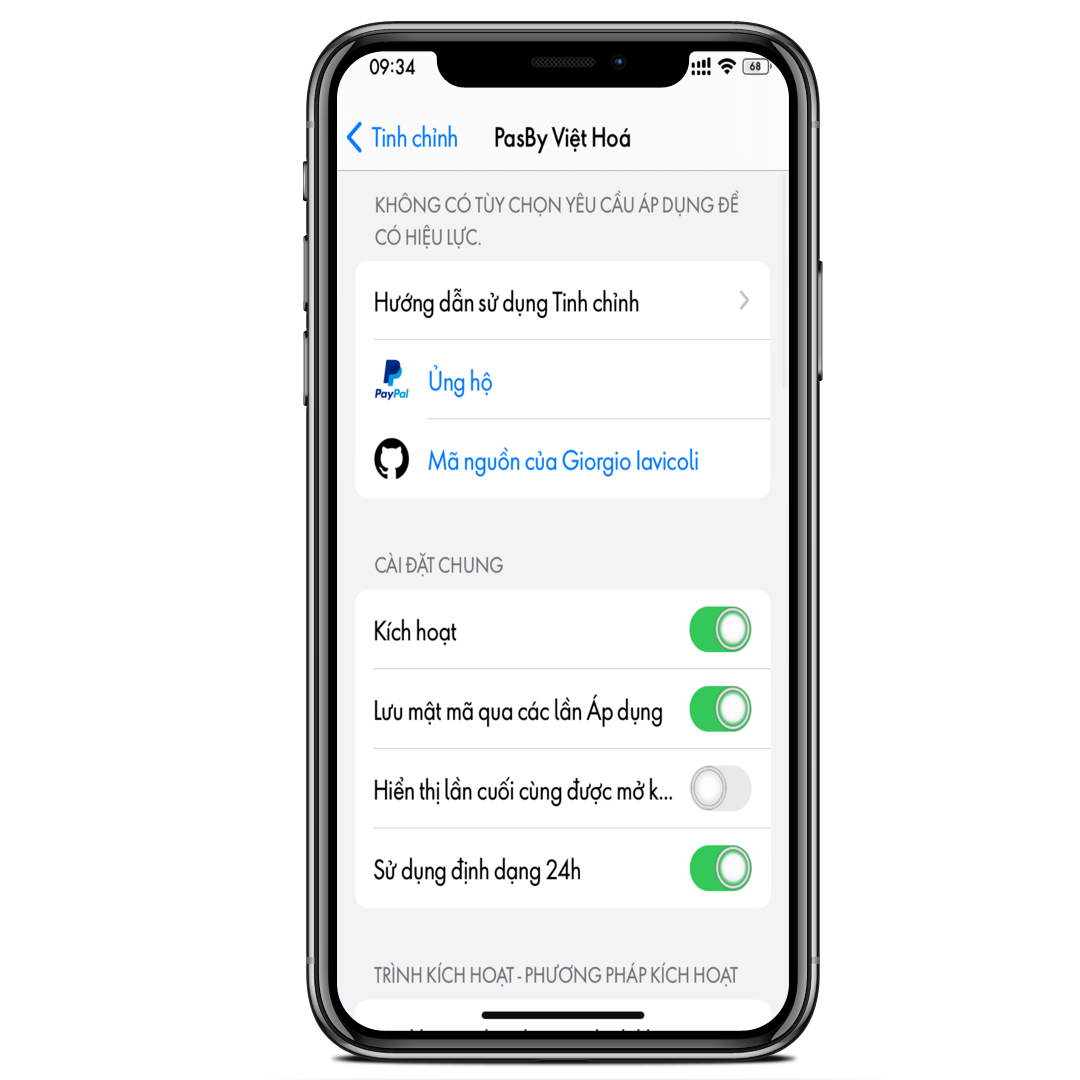 09:34
68
Tinh chỉnh
PasBy Việt Hoá
KHÔNG CÓ TÙY CHỌN YÊU CẦU ÁP DỤNG ĐỂ
CÓ HIỆU LỰC.
Hướng dẫn sử dụng Tinh chỉnh
PayPal
Ủng hộ
Mã nguồn của Giorgio Iavicoli
CÀI ĐẶT CHUNG
Kích hoạt
Lưu mật mã qua các lần Áp dụng
Hiển thị lần cuối cùng được mở k...
Sử dụng định dạng 24h
TRÌNH KÍCH HOẠT - PHƯƠNG PHÁP KÍCH HOẠT